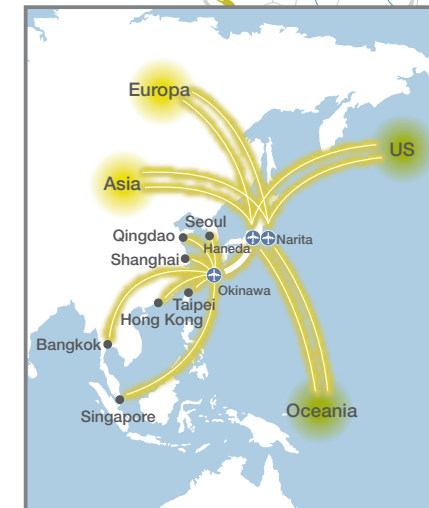 Europa
US
Asia
Seoul
Qingdao
Haneda
Narita
Shanghai
Okinawa
Taipei
Hong Kong
Bangkok
Oceania
Singapore